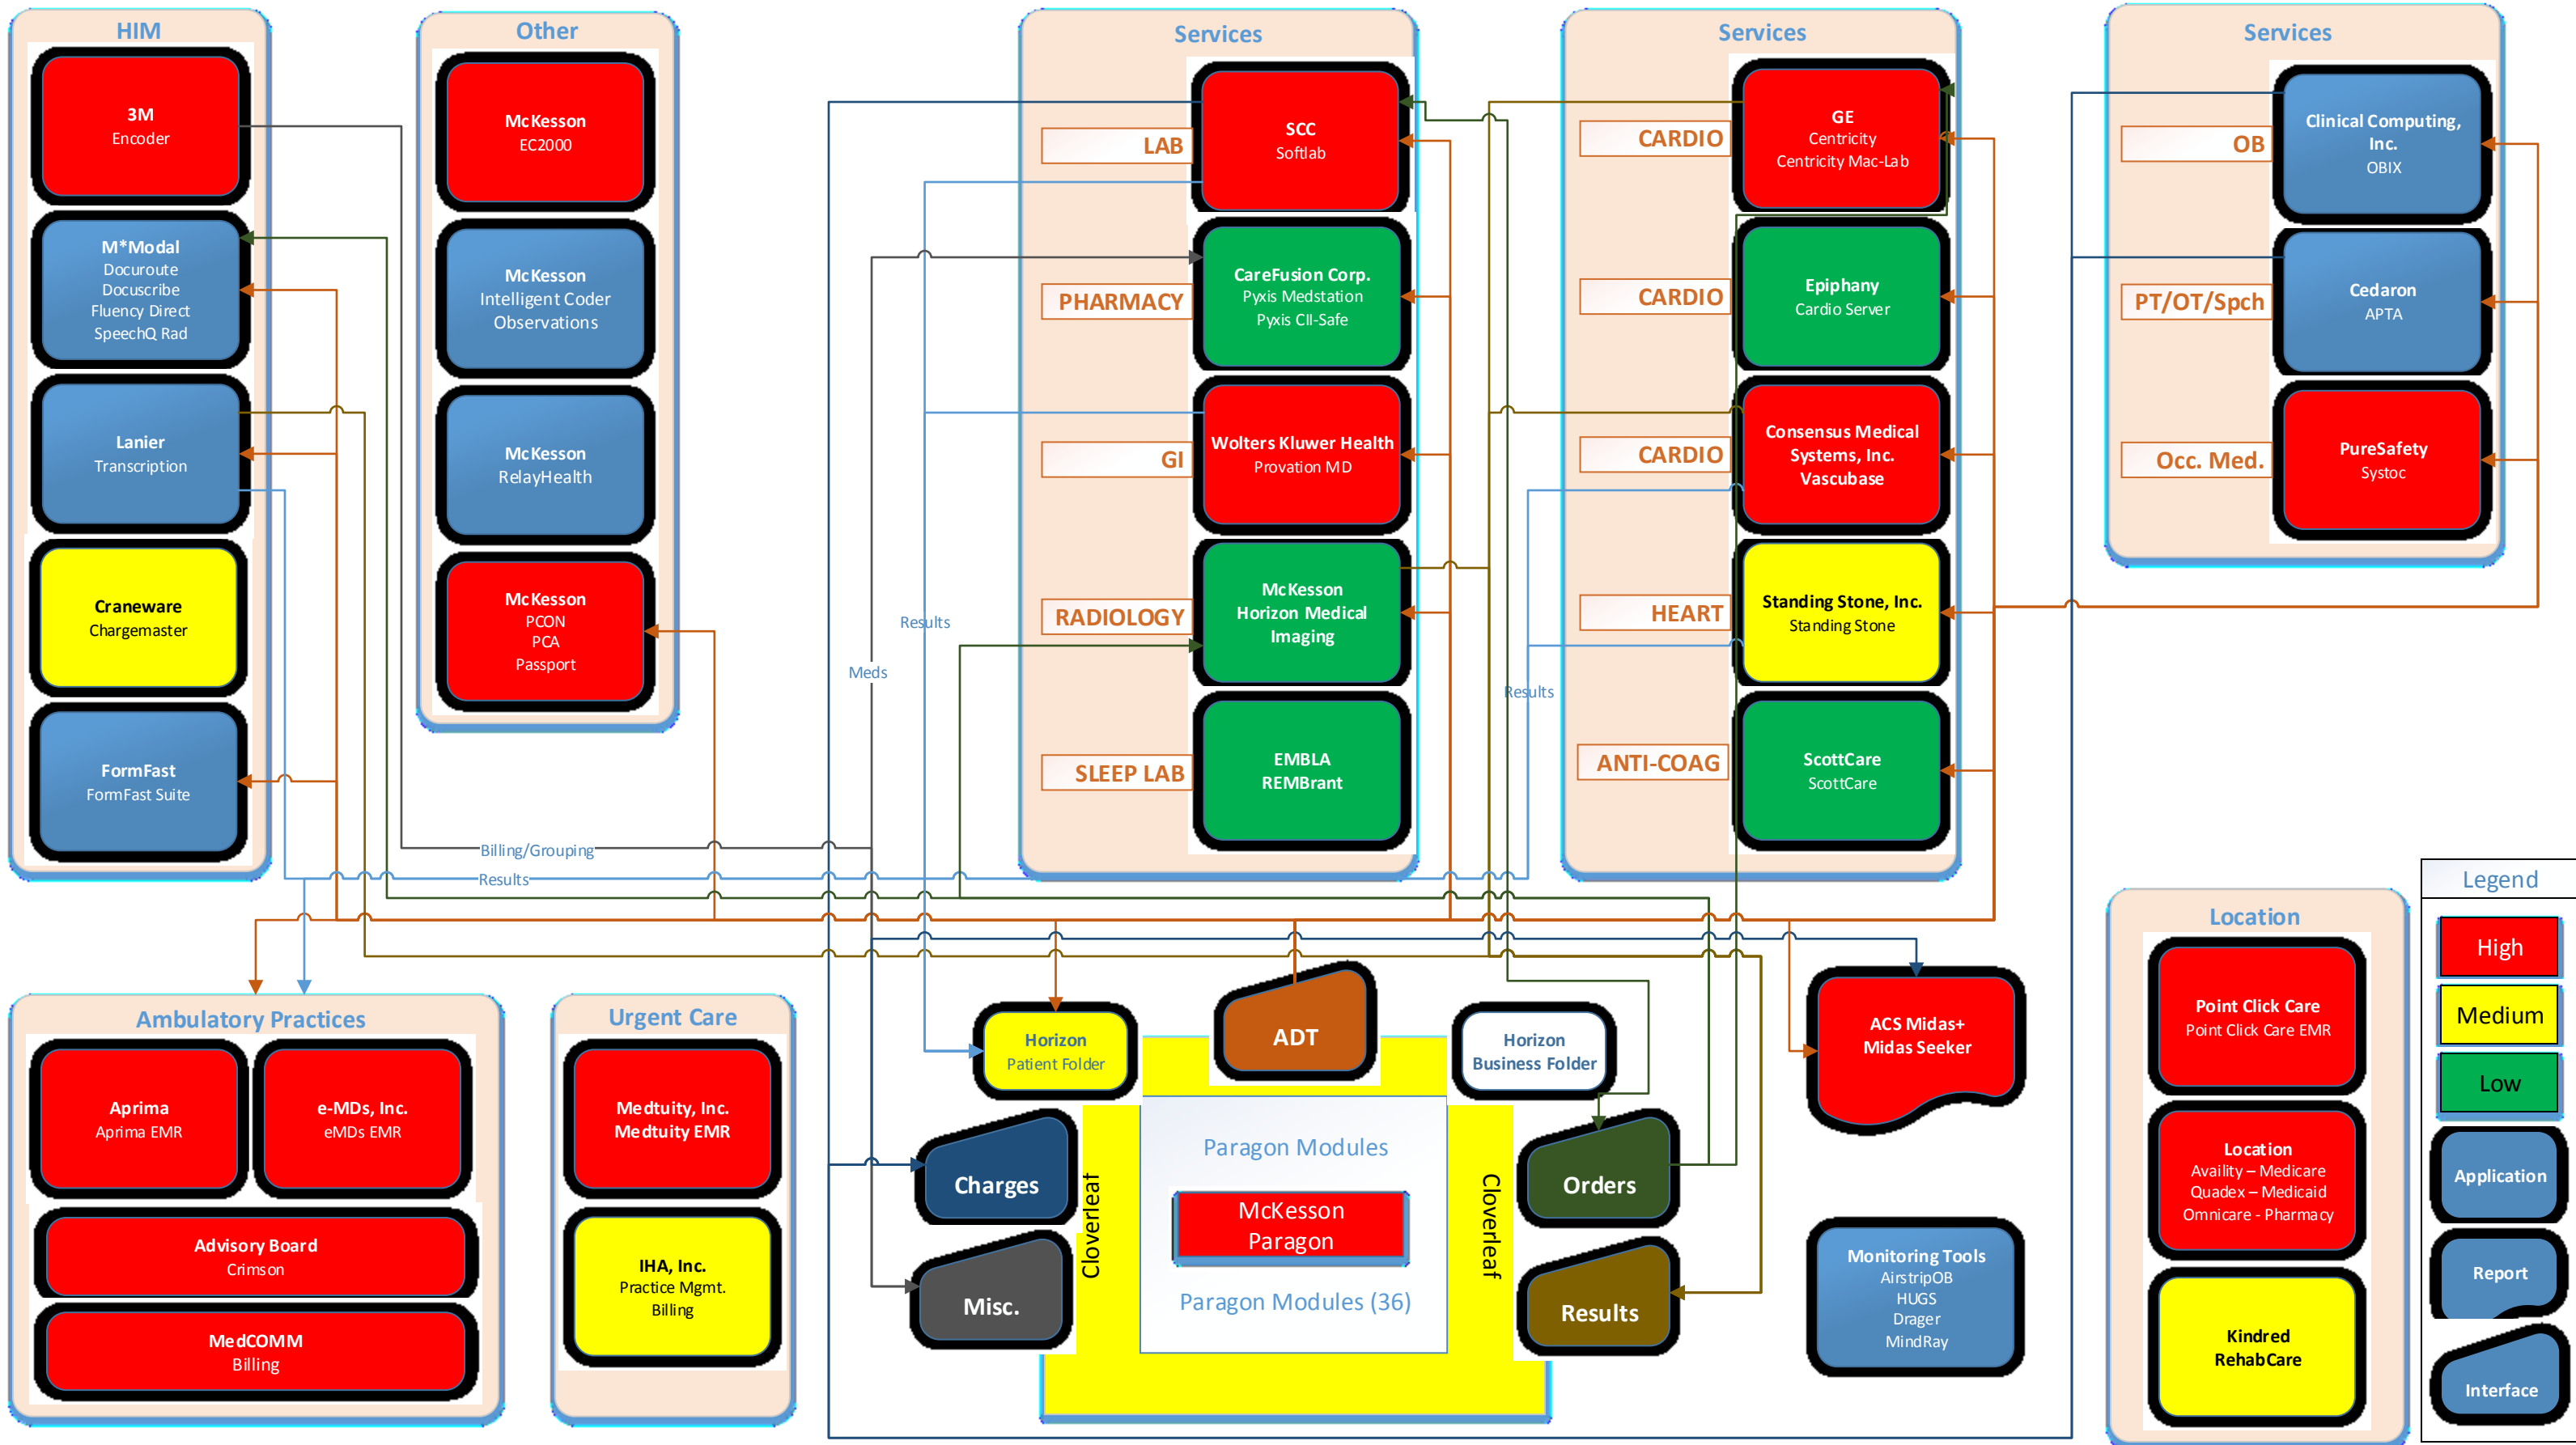 HIM
3M
Encoder
M*Modal
Docuroute
Docuscribe
Fluency Direct
SpeechQ Rad
Lanier
Transcription
Craneware
Chargemaster
FormFast
FormFast Suite
Other
McKesson
EC2000
McKesson
Intelligent Coder
Observations
McKesson
RelayHealth
McKesson
PCON
PCA
Passport
Billing/Grouping
Results
Meds
Results
Services
LAB
SCC
Softlab
PHARMACY
CareFusion Corp.
Pyxis Medstation
Pyxis CII-Safe
GI
Wolters Kluwer Health
Provation MD
RADIOLOGY
McKesson
Horizon Medical
Imaging
SLEEP LAB
EMBLA
REMBrant
Services
CARDIO
GE
Centricity
Centricity Mac-Lab
CARDIO
Epiphany
Cardio Server
CARDIO
Consensus Medical
Systems, Inc.
Vascubase
HEART
Standing Stone, Inc.
Standing Stone
Results
ANTI-COAG
ScottCare
ScottCare
Services
OB
Clinical Computing,
Inc.
OBIX
PT/OT/Spch
Cedaron
APTA
Occ. Med.
PureSafety
Systoc
Ambulatory Practices
Aprima
Aprima EMR
e-MDs, Inc.
eMDs EMR
Advisory Board
Crimson
MedCOMM
Billing
Urgent Care
Medtuity, Inc.
Medtuity EMR
IHA, Inc.
Practice Mgmt.
Billing
Horizon
Patient Folder
ADT
Horizon
Business Folder
Charges
Misc.
Cloverleaf
Paragon Modules
McKesson
Paragon
Paragon Modules (36)
Cloverleaf
Orders
Results
ACS Midas+
Midas Seeker
Monitoring Tools
AirstripOB
HUGS
Drager
MindRay
Location
Point Click Care
Point Click Care EMR
Location
Availity – Medicare
Quadex – Medicaid
Omnicare - Pharmacy
Kindred
RehabCare
Legend
High
Medium
Low
Application
Report
Interface